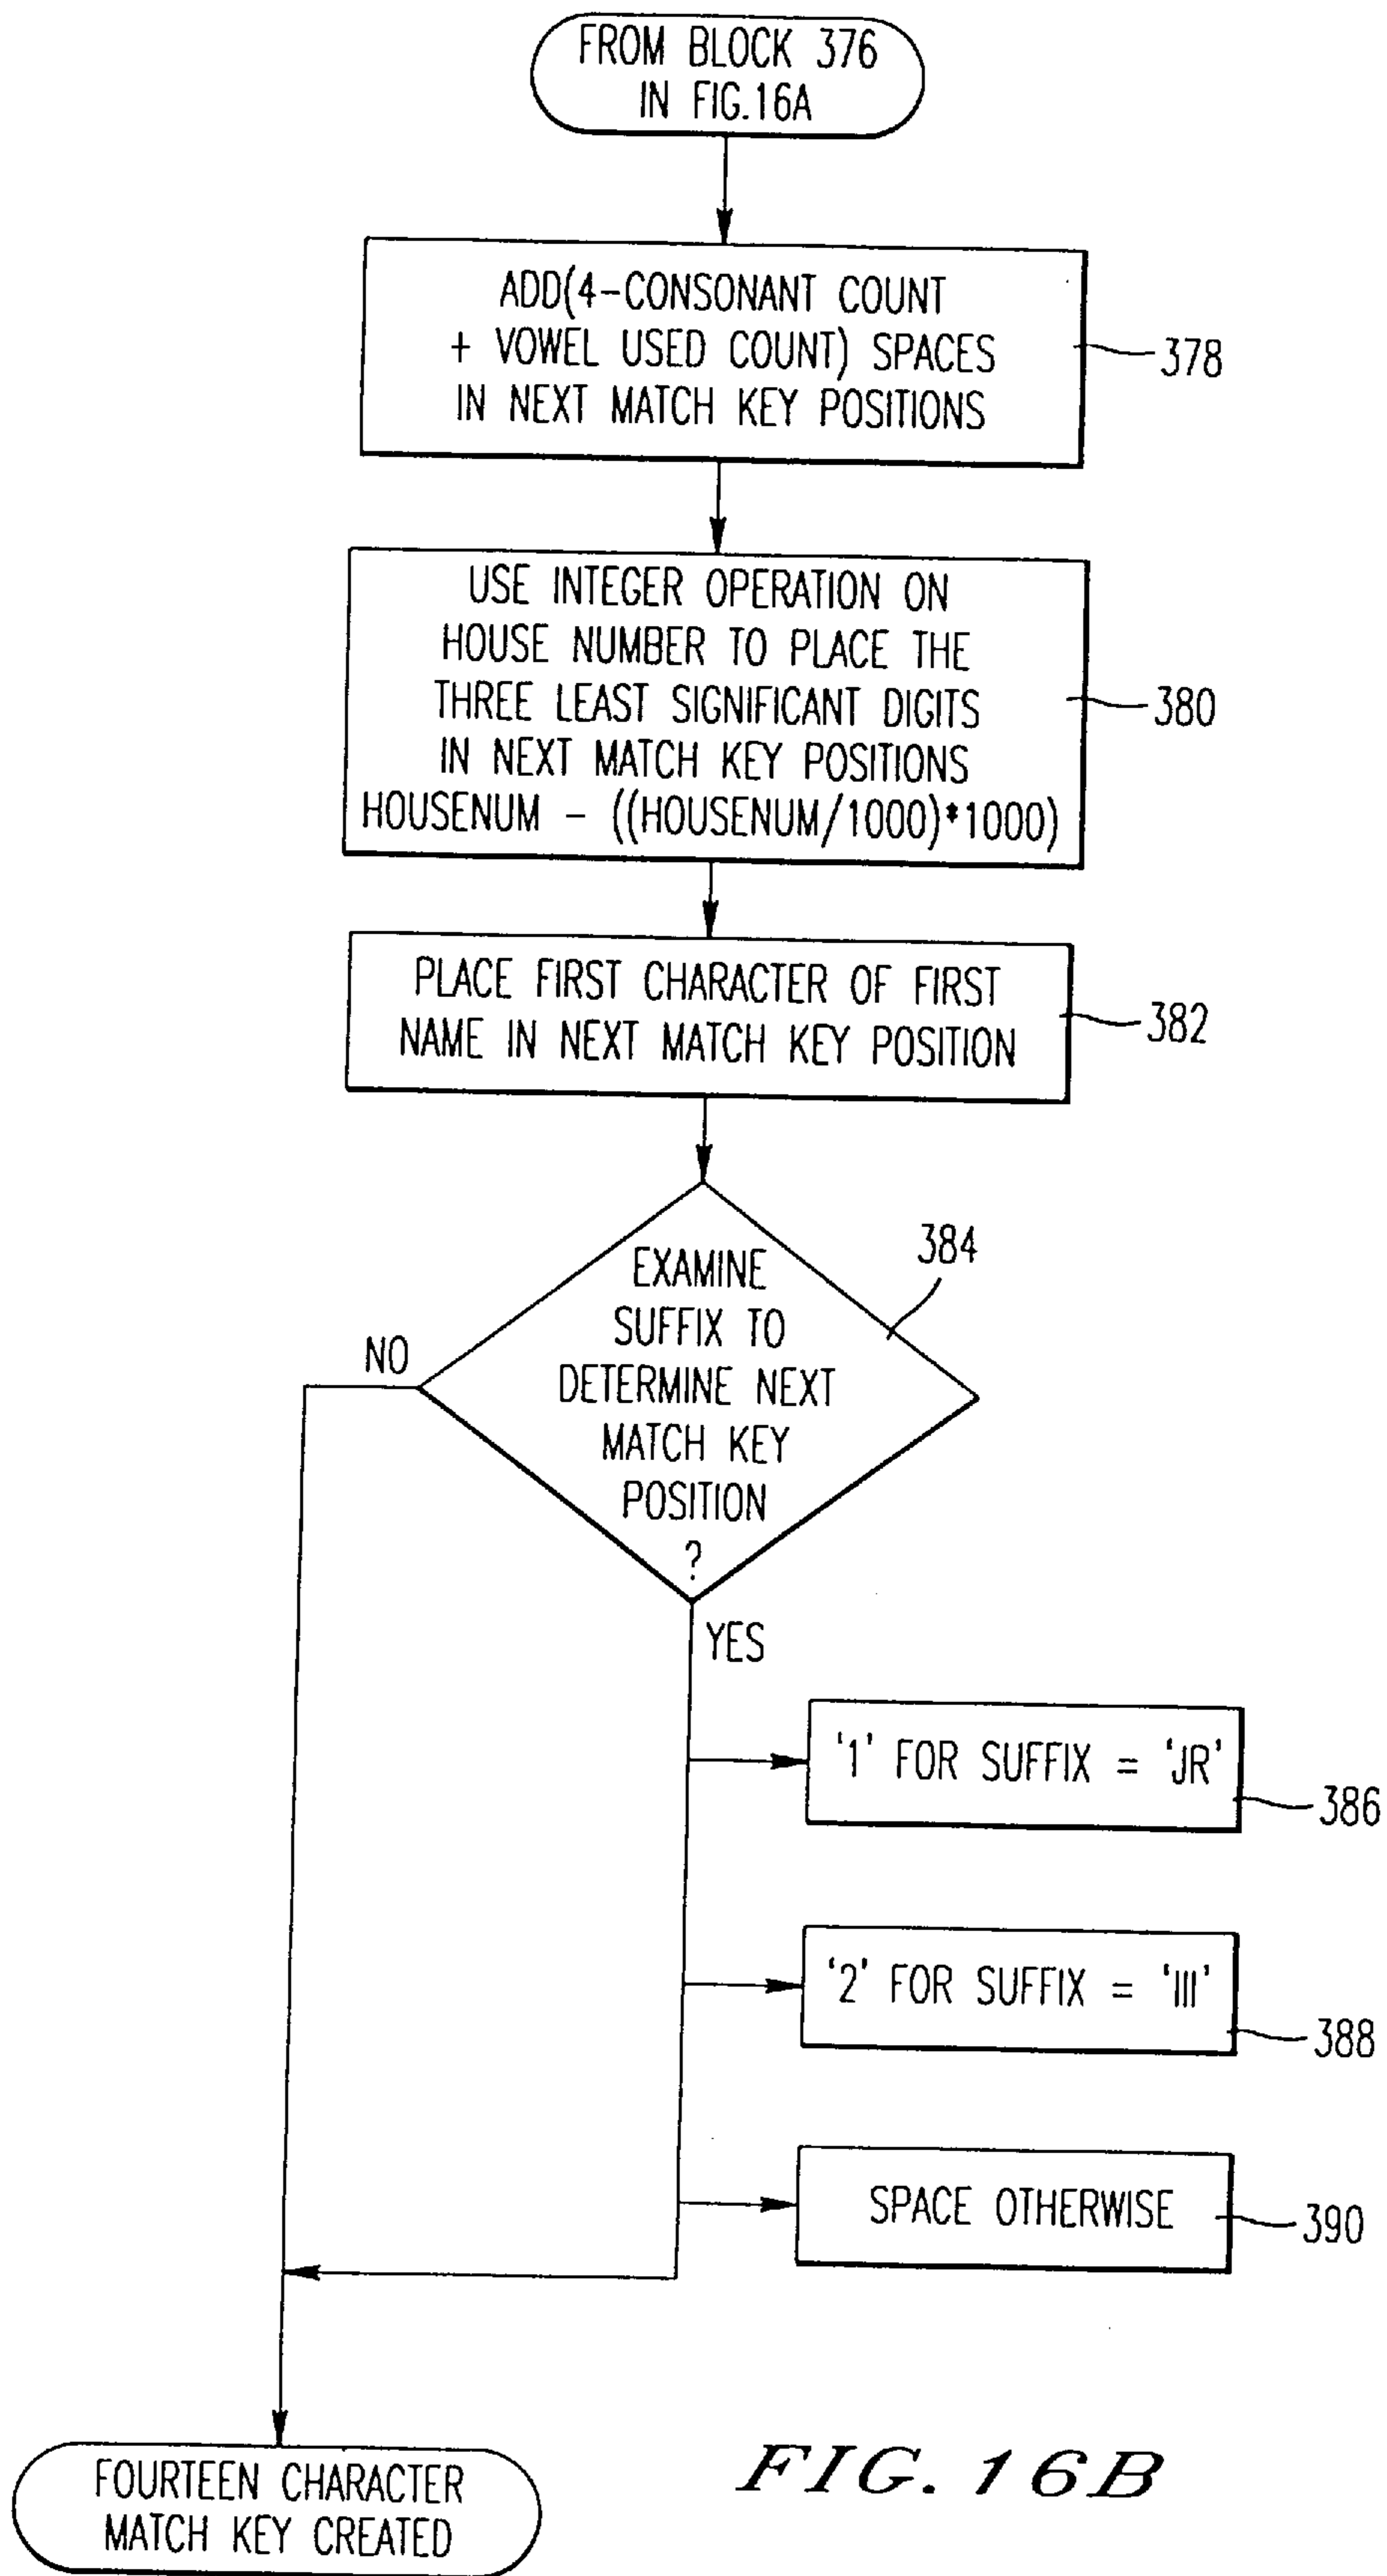 FROM BLOCK 376
IN FIG.16A
ADD(4-CONSONANT COUNT
+ VOWEL USED COUNT) SPACES
IN NEXT MATCH KEY POSITIONS
378
USE INTEGER OPERATION ON
HOUSE NUMBER TO PLACE THE
THREE LEAST SIGNIFICANT DIGITS
IN NEXT MATCH KEY POSITIONS
HOUSENUM - ((HOUSENUM/1000)*1000)
380
PLACE FIRST CHARACTER OF FIRST
NAME IN NEXT MATCH KEY POSITION
382
EXAMINE
SUFFIX TO
DETERMINE NEXT
MATCH KEY
POSITION
?
384
NO
YES
'1' FOR SUFFIX = 'JR'
386
'2' FOR SUFFIX = 'III'
388
SPACE OTHERWISE
390
FOURTEEN CHARACTER
MATCH KEY CREATED
FIG. 16B